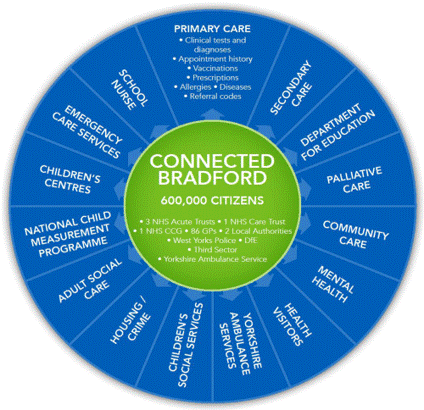 PRIMARY CARE
• Clinical tests and
diagnoses
• Appointment history
• Vaccinations
• Prescriptions
• Allergies • Diseases
• Referral codes
SECONDARY
CARE
DEPARTMENT
FOR EDUCATION
PALLIATIVE
CARE
COMMUNITY
CARE
MENTAL
HEALTH
HEALTH
VISITORS
YORKSHIRE
AMBULANCE
SERVICES
CHILDREN'S
SOCIAL SERVICES
HOUSING /
CRIME
ADULT SOCIAL
CARE
NATIONAL CHILD
MEASUREMENT
PROGRAMME
CHILDREN'S
CENTRES
EMERGENCY
CARE SERVICES
SCHOOL
NURSE
CONNECTED
BRADFORD
600,000 CITIZENS
• 3 NHS Acute Trusts • 1 NHS Care Trust
• 1 NHS CCG • 86 GPs • 2 Local Authorities
• West Yorks Police • DfE
• Third Sector
• Yorkshire Ambulance Service